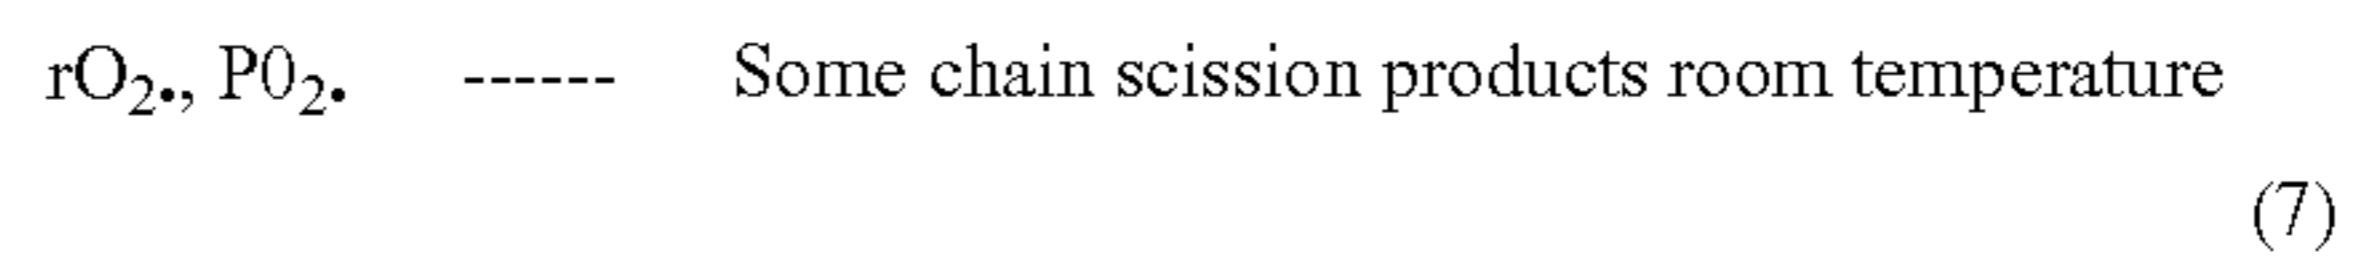 rO₂•, P0₂• ------ Some chain scission products room temperature
(7)